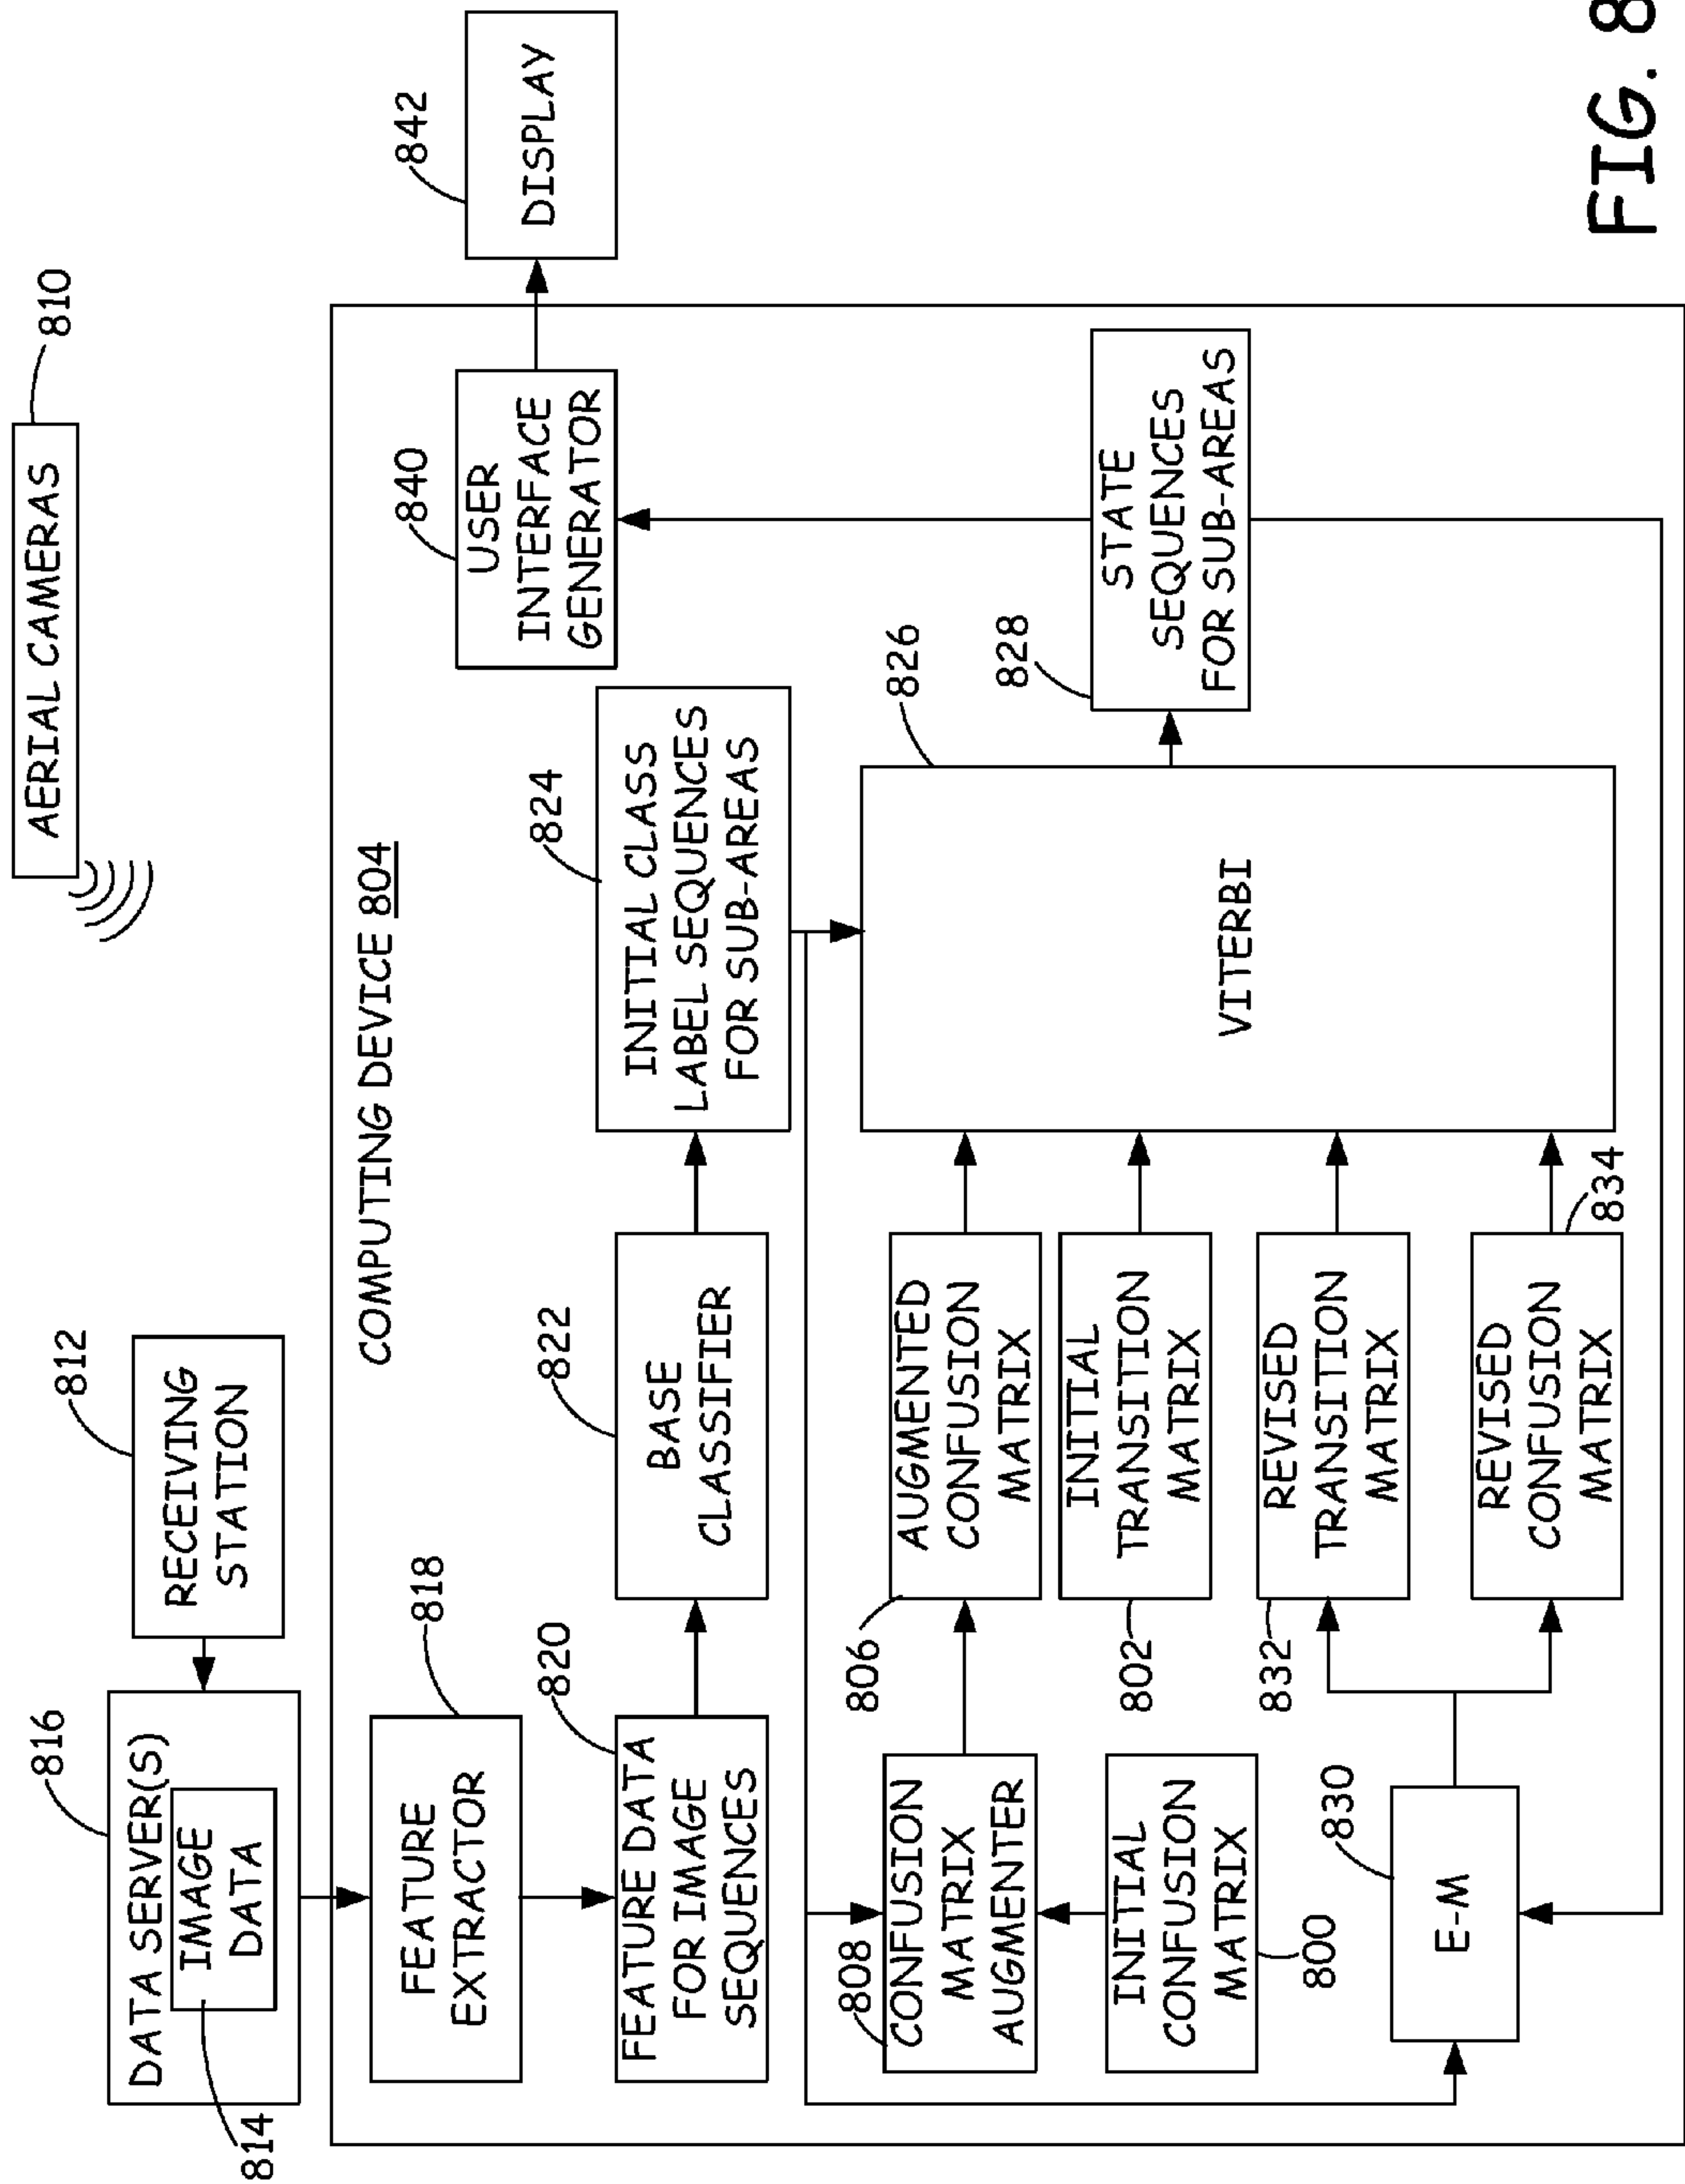 AERIAL CAMERAS
810
RECEIVING
STATION
812
816
DATA SERVER(S)
IMAGE
DATA
814
COMPUTING DEVICE 804
FEATURE
EXTRACTOR
818
820
FEATURE DATA
FOR IMAGE
SEQUENCES
822
BASE
CLASSIFIER
824
INITIAL CLASS
LABEL SEQUENCES
FOR SUB-AREAS
840
USER
INTERFACE
GENERATOR
842
DISPLAY
808
CONFUSION
MATRIX
AUGMENTER
INITIAL
CONFUSION
MATRIX
800
806
AUGMENTED
CONFUSION
MATRIX
802
INITIAL
TRANSITION
MATRIX
832
REVISED
TRANSITION
MATRIX
REVISED
CONFUSION
MATRIX
834
826
VITERBI
828
STATE
SEQUENCES
FOR SUB-AREAS
830
E-M
FIG. 8